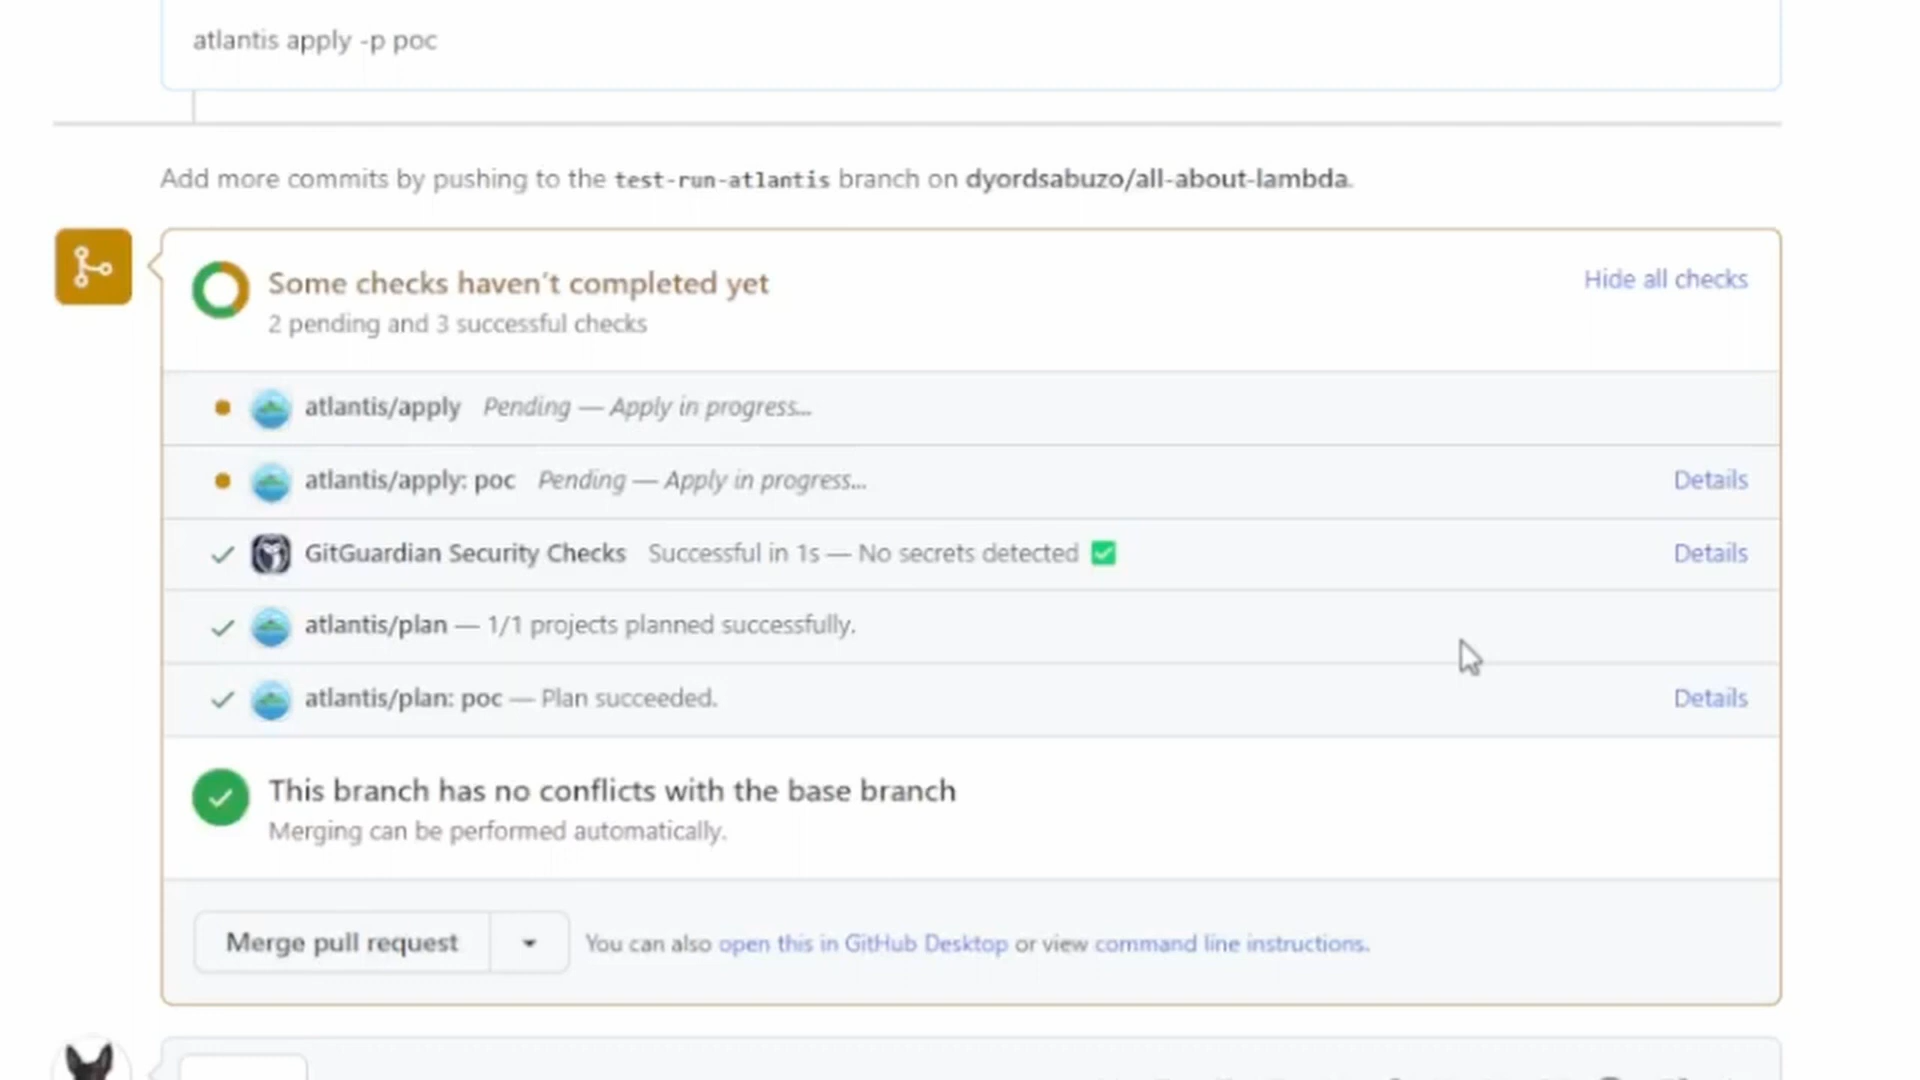 atlantis apply -p poc
Add more commits by pushing to the test-run-atlantis branch on dyordsabuzo/all-about-lambda.
Some checks haven't completed yet
Hide all checks
2 pending and 3 successful checks
atlantis/apply Pending — Apply in progress...
atlantis/apply: poc Pending — Apply in progress... Details
GitGuardian Security Checks Successful in 1s — No secrets detected ✅ Details
atlantis/plan — 1/1 projects planned successfully.
atlantis/plan: poc — Plan succeeded. Details
This branch has no conflicts with the base branch
Merging can be performed automatically.
Merge pull request You can also open this in GitHub Desktop or view command line instructions.